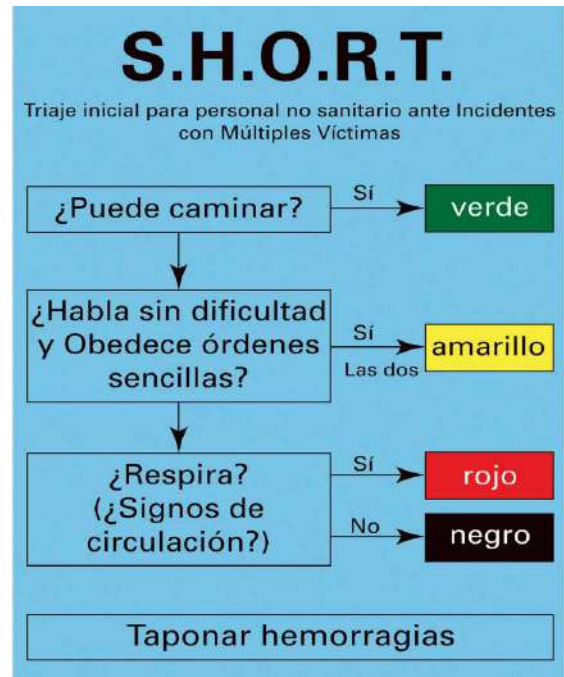 S.H.O.R.T.
Triaje inicial para personal no sanitario ante Incidentes
con Múltiples Víctimas
¿Puede caminar?
Sí
verde
¿Habla sin dificultad
y Obedece órdenes
sencillas?
Sí
Las dos
amarillo
¿Respira?
(¿Signos de
circulación?)
Sí
rojo
No
negro
Taponar hemorragias